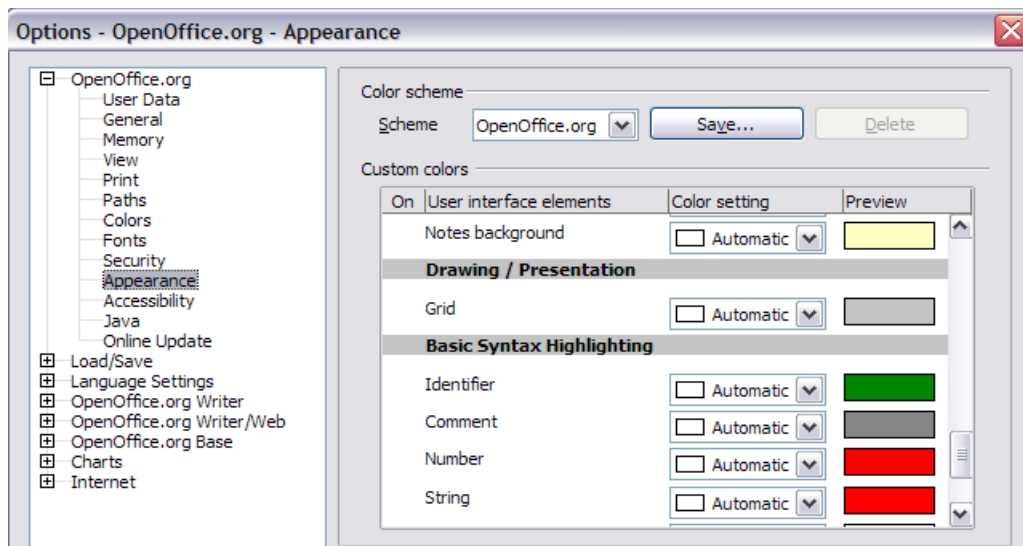 Options - OpenOffice.org - Appearance
OpenOffice.org
User Data
General
Memory
View
Print
Paths
Colors
Fonts
Security
Appearance
Accessibility
Java
Online Update
Load/Save
Language Settings
OpenOffice.org Writer
OpenOffice.org Writer/Web
OpenOffice.org Base
Charts
Internet
Color scheme
Scheme OpenOffice.org Save... Delete
Custom colors
On User interface elements Color setting Preview
Notes background Automatic
Drawing / Presentation
Grid Automatic
Basic Syntax Highlighting
Identifier Automatic
Comment Automatic
Number Automatic
String Automatic